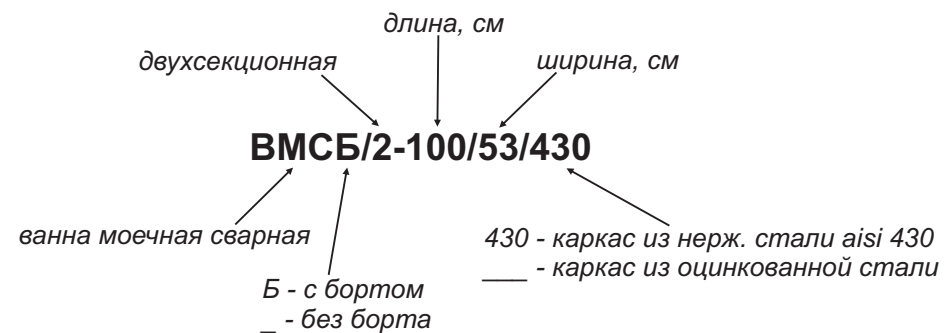 длина, см
двухсекционная
ширина, см
ВМСБ/2-100/53/430
ванна моечная сварная
430 - каркас из нерж. стали aisi 430
___ - каркас из оцинкованной стали
Б - с бортом
_ - без борта